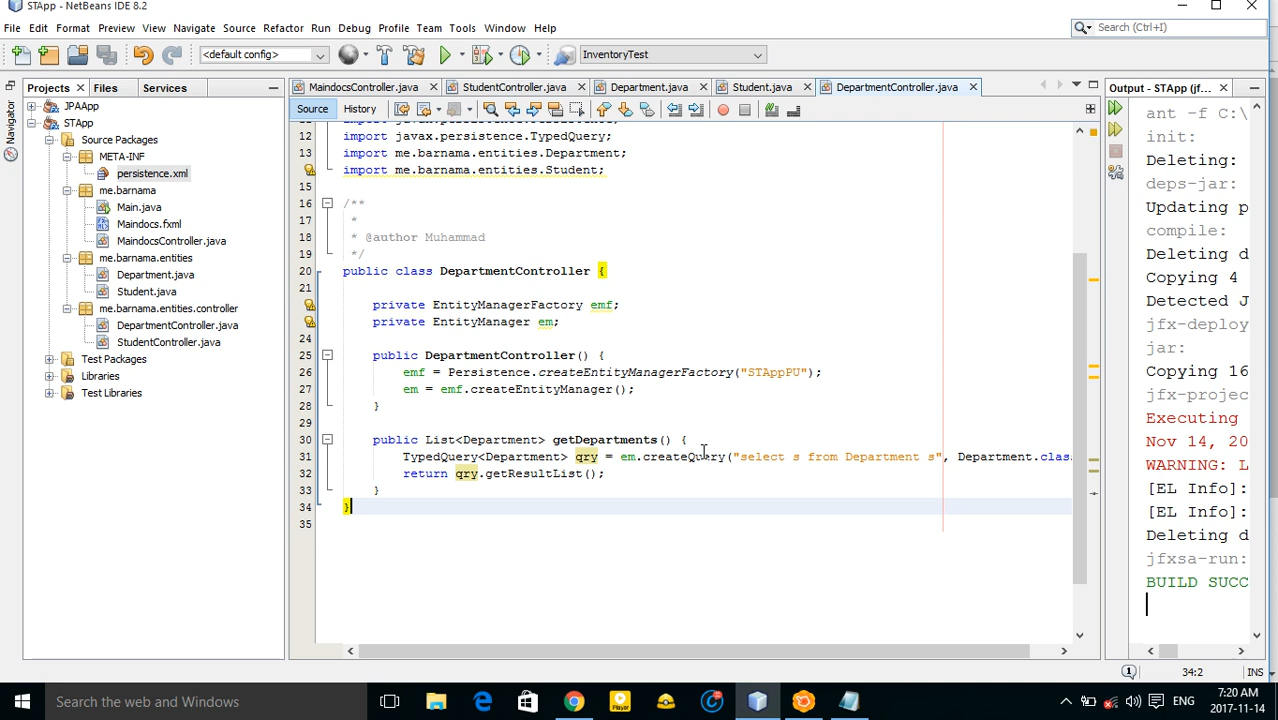 STApp - NetBeans IDE 8.2
File Edit Format Preview View Navigate Source Refactor Run Debug Profile Team Tools Window Help
Search (Ctrl+I)
<default config>
InventoryTest
Projects Files Services
Navigator
JPAApp
STApp
Source Packages
META-INF
persistence.xml
me.barnama
Main.java
Maindocs.fxml
MaindocsController.java
me.barnama.entities
Department.java
Student.java
me.barnama.entities.controller
DepartmentController.java
StudentController.java
Test Packages
Libraries
Test Libraries
MaindocsController.java StudentController.java Department.java Student.java DepartmentController.java
Source History
12 import javax.persistence.TypedQuery;
13 import me.barnama.entities.Department;
import me.barnama.entities.Student;
15
16 /**
17 *
18 * @author Muhammad
19 */
20 public class DepartmentController {
21
private EntityManagerFactory emf;
private EntityManager em;
24
25 public DepartmentController() {
26 emf = Persistence.createEntityManagerFactory("STAppPU");
27 em = emf.createEntityManager();
28 }
29
30 public List<Department> getDepartments() {
31 TypedQuery<Department> qry = em.createQuery("select s from Department s", Department.clas
32 return qry.getResultList();
33 }
34 }
35
Output - STApp (jf...
ant -f C:\
init:
Deleting:
deps-jar:
Updating p
compile:
Deleting d
Copying 4
Detected J
jfx-deploy
jar:
Copying 16
jfx-projec
Executing
Nov 14, 20
WARNING: L
[EL Info]:
[EL Info]:
Deleting d
jfxsa-run:
BUILD SUCC
1 34:2 INS
Search the web and Windows
Player
ENG
7:20 AM
2017-11-14